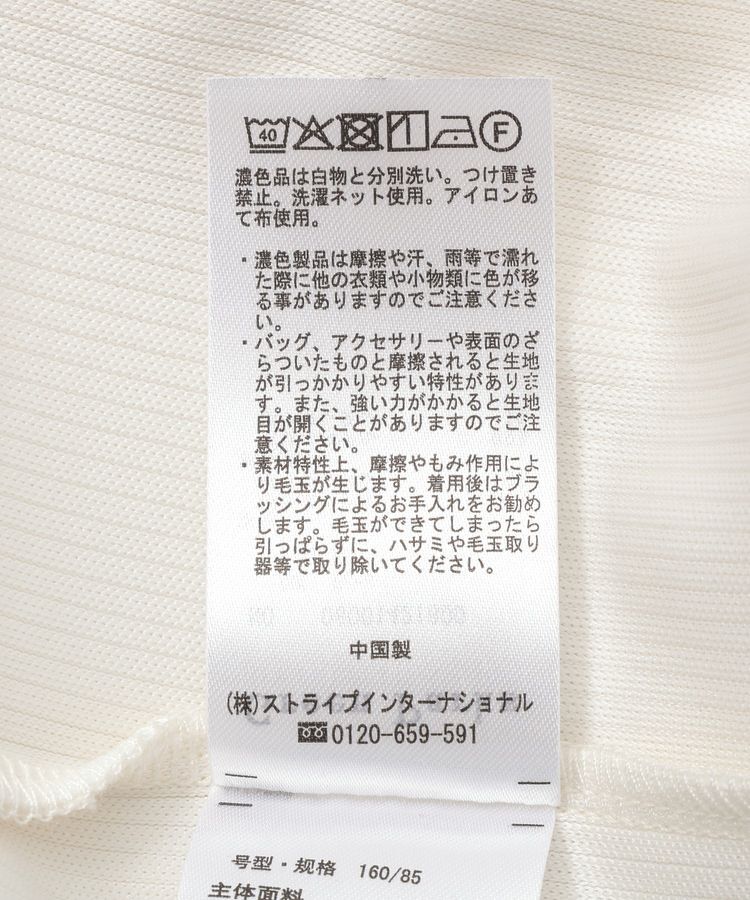 40 F
濃色品は白物と分別洗い。つけ置き
禁止。洗濯ネット使用。アイロンあ
て布使用。
・濃色製品は摩擦や汗、雨等で濡れ
た際に他の衣類や小物類に色が移
る事がありますのでご注意くださ
い。
・バッグ、アクセサリーや表面のざ
らついたものと摩擦されると生地
が引っかかりやすい特性がありま
す。また、強い力がかかると生地
目が開くことがありますのでご注
意ください。
・素材特性上、摩擦やもみ作用によ
り毛玉が生じます。着用後はブラ
ッシングによるお手入れをお勧め
します。毛玉ができてしまったら
引っぱらずに、ハサミや毛玉取り
器等で取り除いてください。
中国製
(株)ストライプインターナショナル
0120-659-591
号型・规格 160/85
主体面料